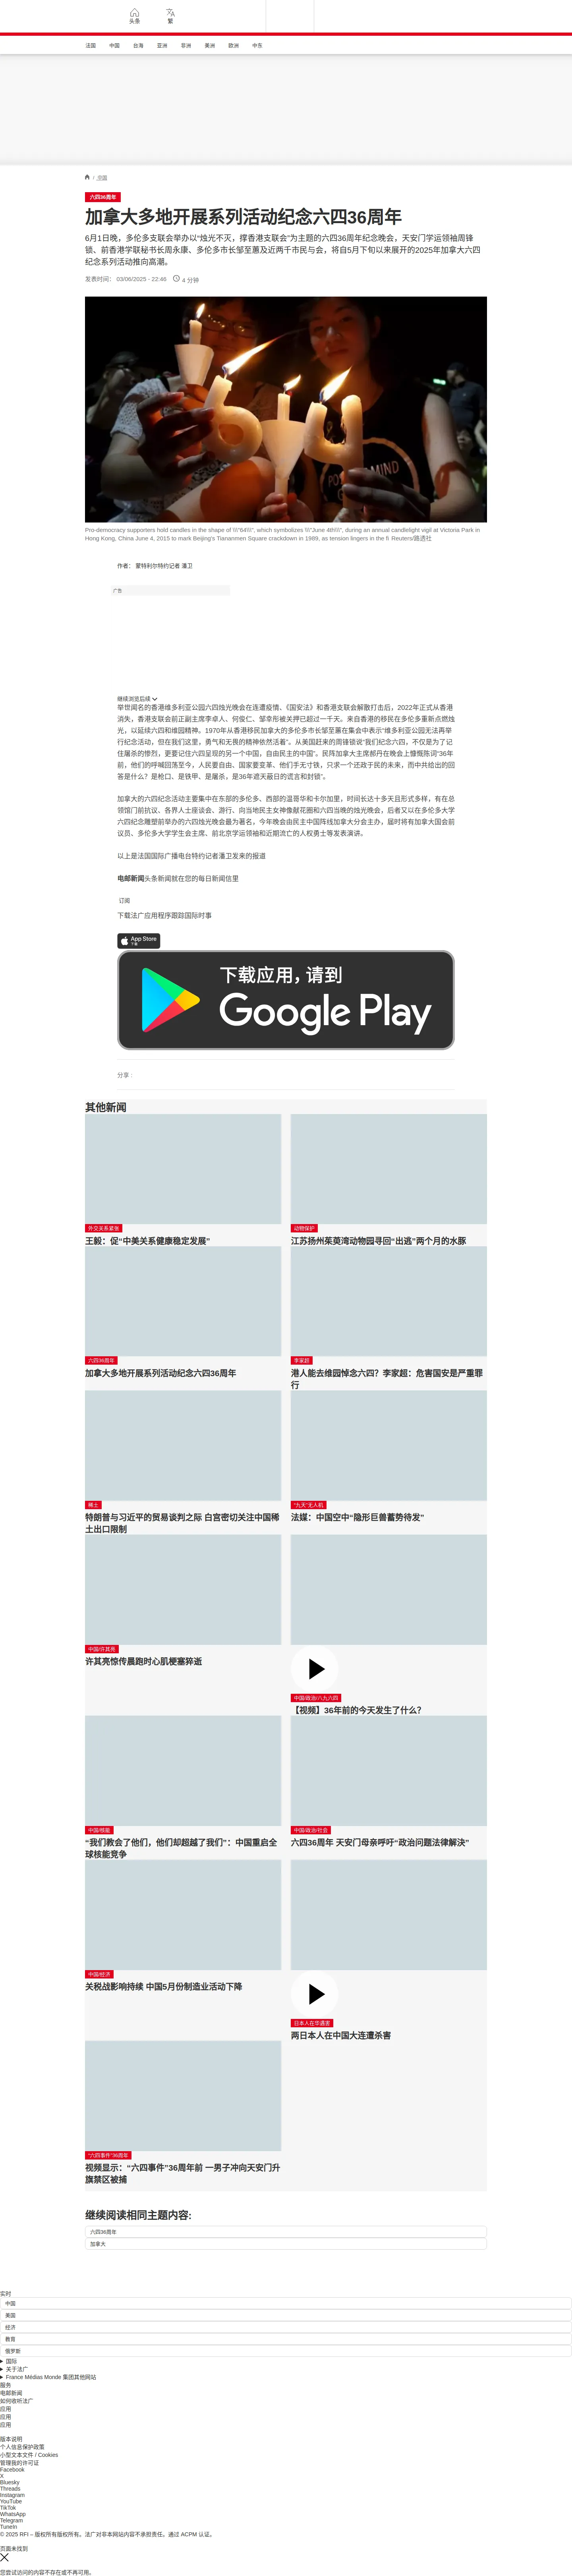 头条
繁
法国
中国
台海
亚洲
非洲
美洲
欧洲
中东
/ 中国
六四36周年
加拿大多地开展系列活动纪念六四36周年
6月1日晚，多伦多支联会举办以“烛光不灭，撑香港支联会”为主题的六四36周年纪念晚会，天安门学运领袖周锋
锁、前香港学联秘书长周永康、多伦多市长邹至蕙及近两千市民与会，将自5月下旬以来展开的2025年加拿大六四
纪念系列活动推向高潮。
发表时间： 03/06/2025 - 22:46
4 分钟
Pro-democracy supporters hold candles in the shape of \\\"64\\\", which symbolizes \\\"June 4th\\\", during an annual candlelight vigil at Victoria Park in
Hong Kong, China June 4, 2015 to mark Beijing's Tiananmen Square crackdown in 1989, as tension lingers in the fi Reuters/路透社
作者： 蒙特利尔特约记者 潘卫
广告
继续浏览后续
举世闻名的香港维多利亚公园六四烛光晚会在连遭疫情、《国安法》和香港支联会解散打击后，2022年正式从香港
消失，香港支联会前正副主席李卓人、何俊仁、邹幸彤被关押已超过一千天。来自香港的移民在多伦多重新点燃烛
光，以延续六四和维园精神。1970年从香港移民加拿大的多伦多市长邹至蕙在集会中表示“维多利亚公园无法再举
行纪念活动，但在我们这里，勇气和无畏的精神依然活着”。从美国赶来的周锋锁说“我们纪念六四，不仅是为了记
住屠杀的惨烈，更要记住六四呈现的另一个中国，自由民主的中国”。民阵加拿大主席郝丹在晚会上慷慨陈词“36年
前，他们的呼喊回荡至今，人民要自由、国家要变革、他们手无寸铁，只求一个还政于民的未来，而中共给出的回
答是什么？是枪口、是铁甲、是屠杀，是36年遮天蔽日的谎言和封锁”。
加拿大的六四纪念活动主要集中在东部的多伦多、西部的温哥华和卡尔加里，时间长达十多天且形式多样，有在总
领馆门前抗议、各界人士座谈会、游行、向当地民主女神像献花圈和六四当晚的烛光晚会，后者又以在多伦多大学
六四纪念雕塑前举办的六四烛光晚会最为著名，今年晚会由民主中国阵线加拿大分会主办，届时将有加拿大国会前
议员、多伦多大学学生会主席、前北京学运领袖和近期流亡的人权勇士等发表演讲。
以上是法国国际广播电台特约记者潘卫发来的报道
电邮新闻头条新闻就在您的每日新闻信里
订阅
下载法广应用程序跟踪国际时事
App Store
下载应用，请到
Google Play
分享 :
其他新闻
外交关系紧张
王毅：促“中美关系健康稳定发展”
动物保护
江苏扬州茱萸湾动物园寻回“出逃”两个月的水豚
六四36周年
加拿大多地开展系列活动纪念六四36周年
李家超
港人能去维园悼念六四？李家超：危害国安是严重罪
行
稀土
特朗普与习近平的贸易谈判之际 白宫密切关注中国稀
土出口限制
“九天”无人机
法媒：中国空中“隐形巨兽蓄势待发”
中国/许其亮
许其亮惊传晨跑时心肌梗塞猝逝
中国/政治/八九六四
【视频】36年前的今天发生了什么？
中国/核能
“我们教会了他们，他们却超越了我们”：中国重启全
球核能竞争
中国/政治/社会
六四36周年 天安门母亲呼吁“政治问题法律解決”
中国/经济
关税战影响持续 中国5月份制造业活动下降
日本人在华遇害
两日本人在中国大连遭杀害
“六四事件”36周年
视频显示：“六四事件”36周年前 一男子冲向天安门升
旗禁区被捕
继续阅读相同主题内容:
六四36周年
加拿大
实时
中国
美国
经济
教育
俄罗斯
国际
关于法广
France Médias Monde 集团其他网站
服务
电邮新闻
如何收听法广
应用
应用
应用
版本说明
个人信息保护政策
小型文本文件 / Cookies
管理我的许可证
Facebook
X
Bluesky
Threads
Instagram
YouTube
TikTok
WhatsApp
Telegram
TuneIn
© 2025 RFI – 版权所有版权所有。法广对非本网站内容不承担责任。通过 ACPM 认证。
页面未找到
您尝试访问的内容不存在或不再可用。